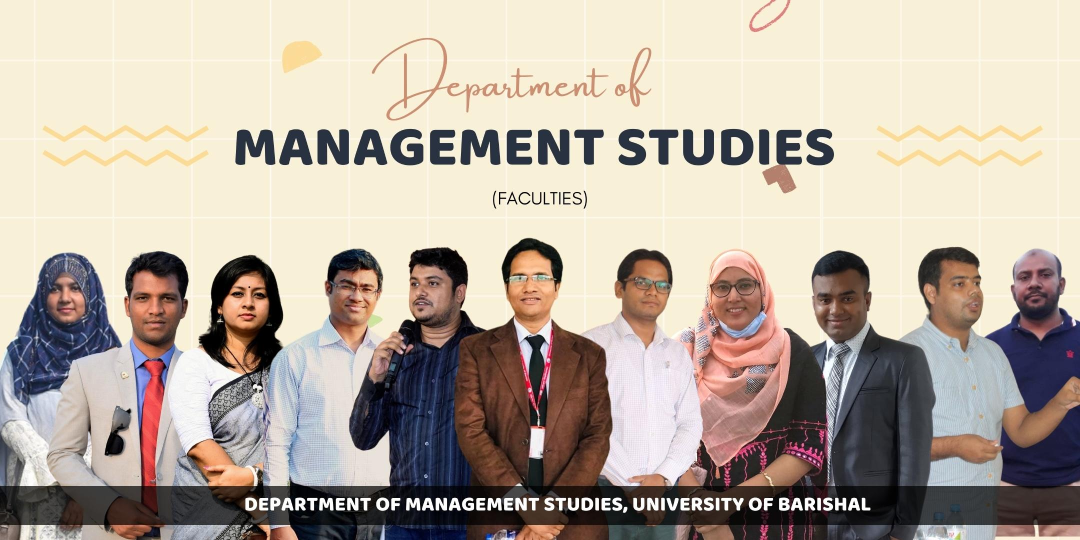 Department of
MANAGEMENT STUDIES
(FACULTIES)
DEPARTMENT OF MANAGEMENT STUDIES, UNIVERSITY OF BARISHAL